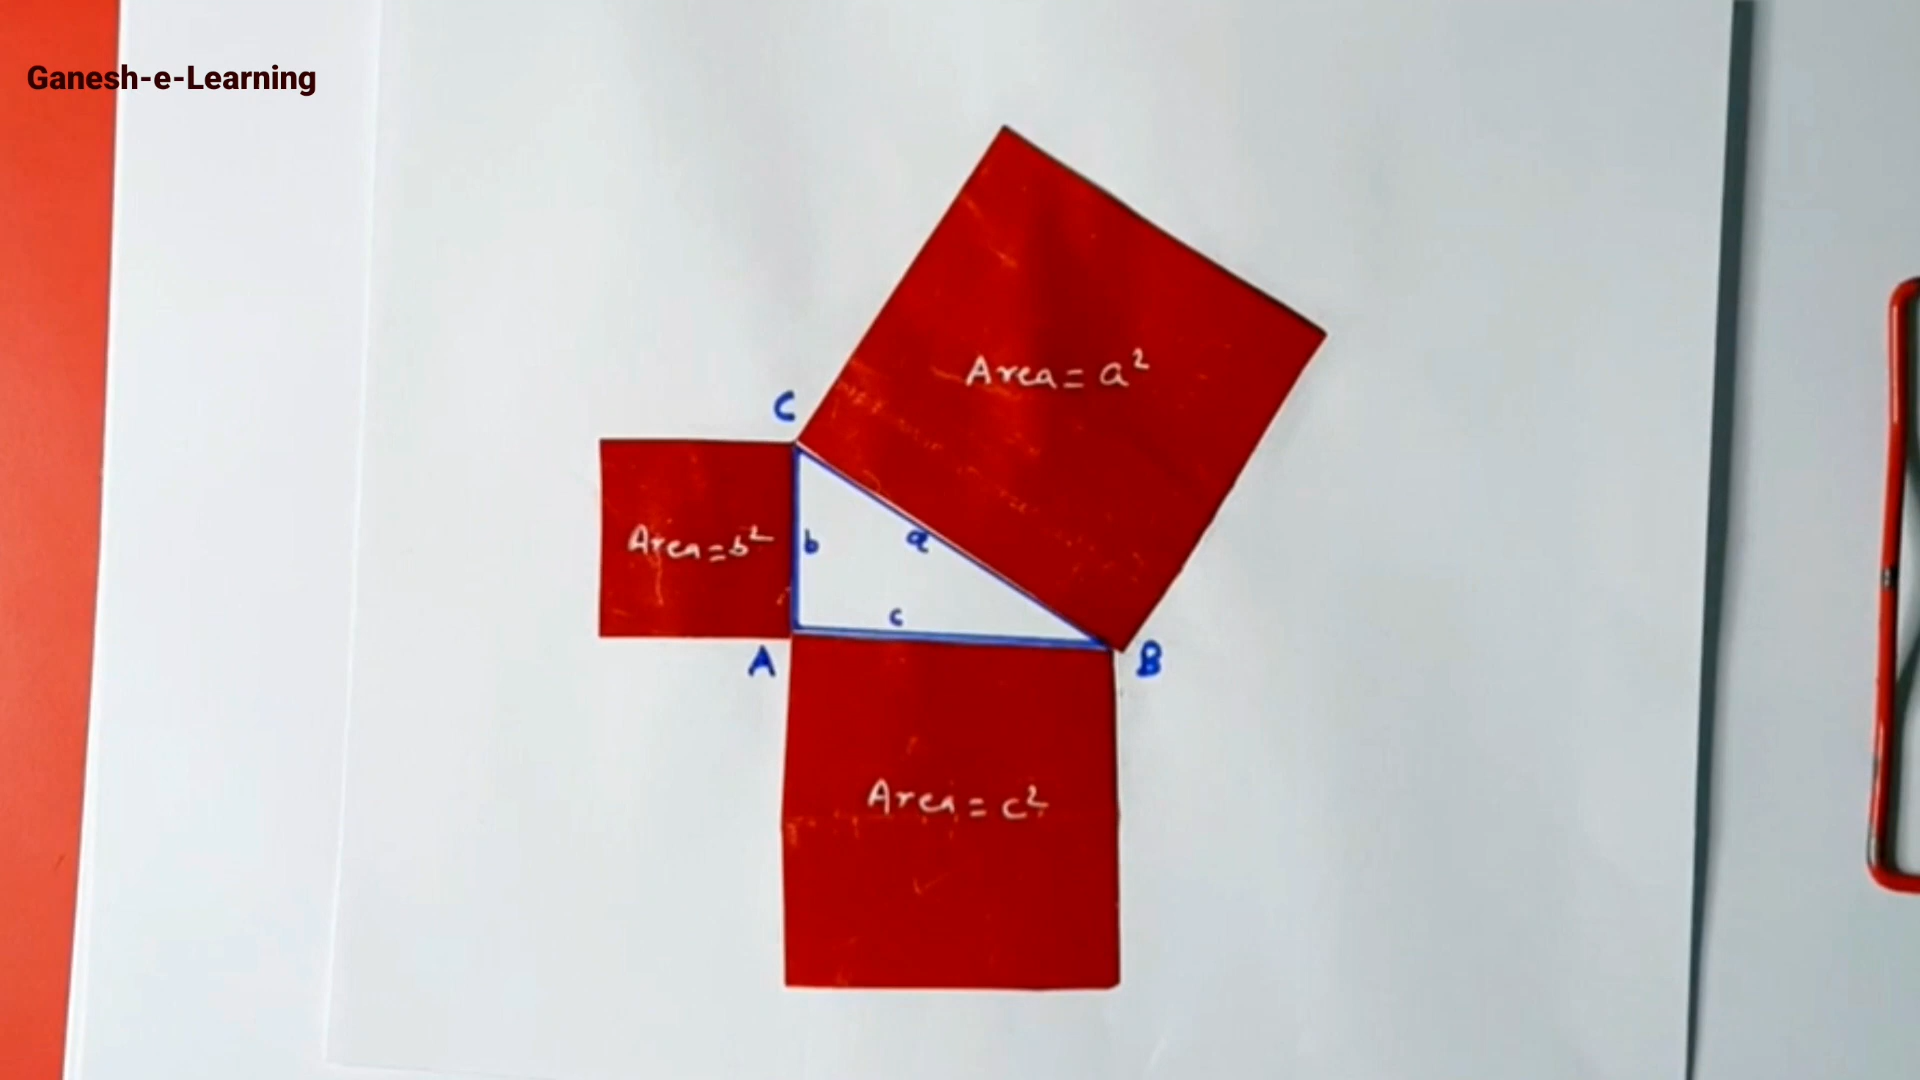 Ganesh-e-Learning
Area = a²
C
Area = b²
b
a
c
A
B
Area = c²